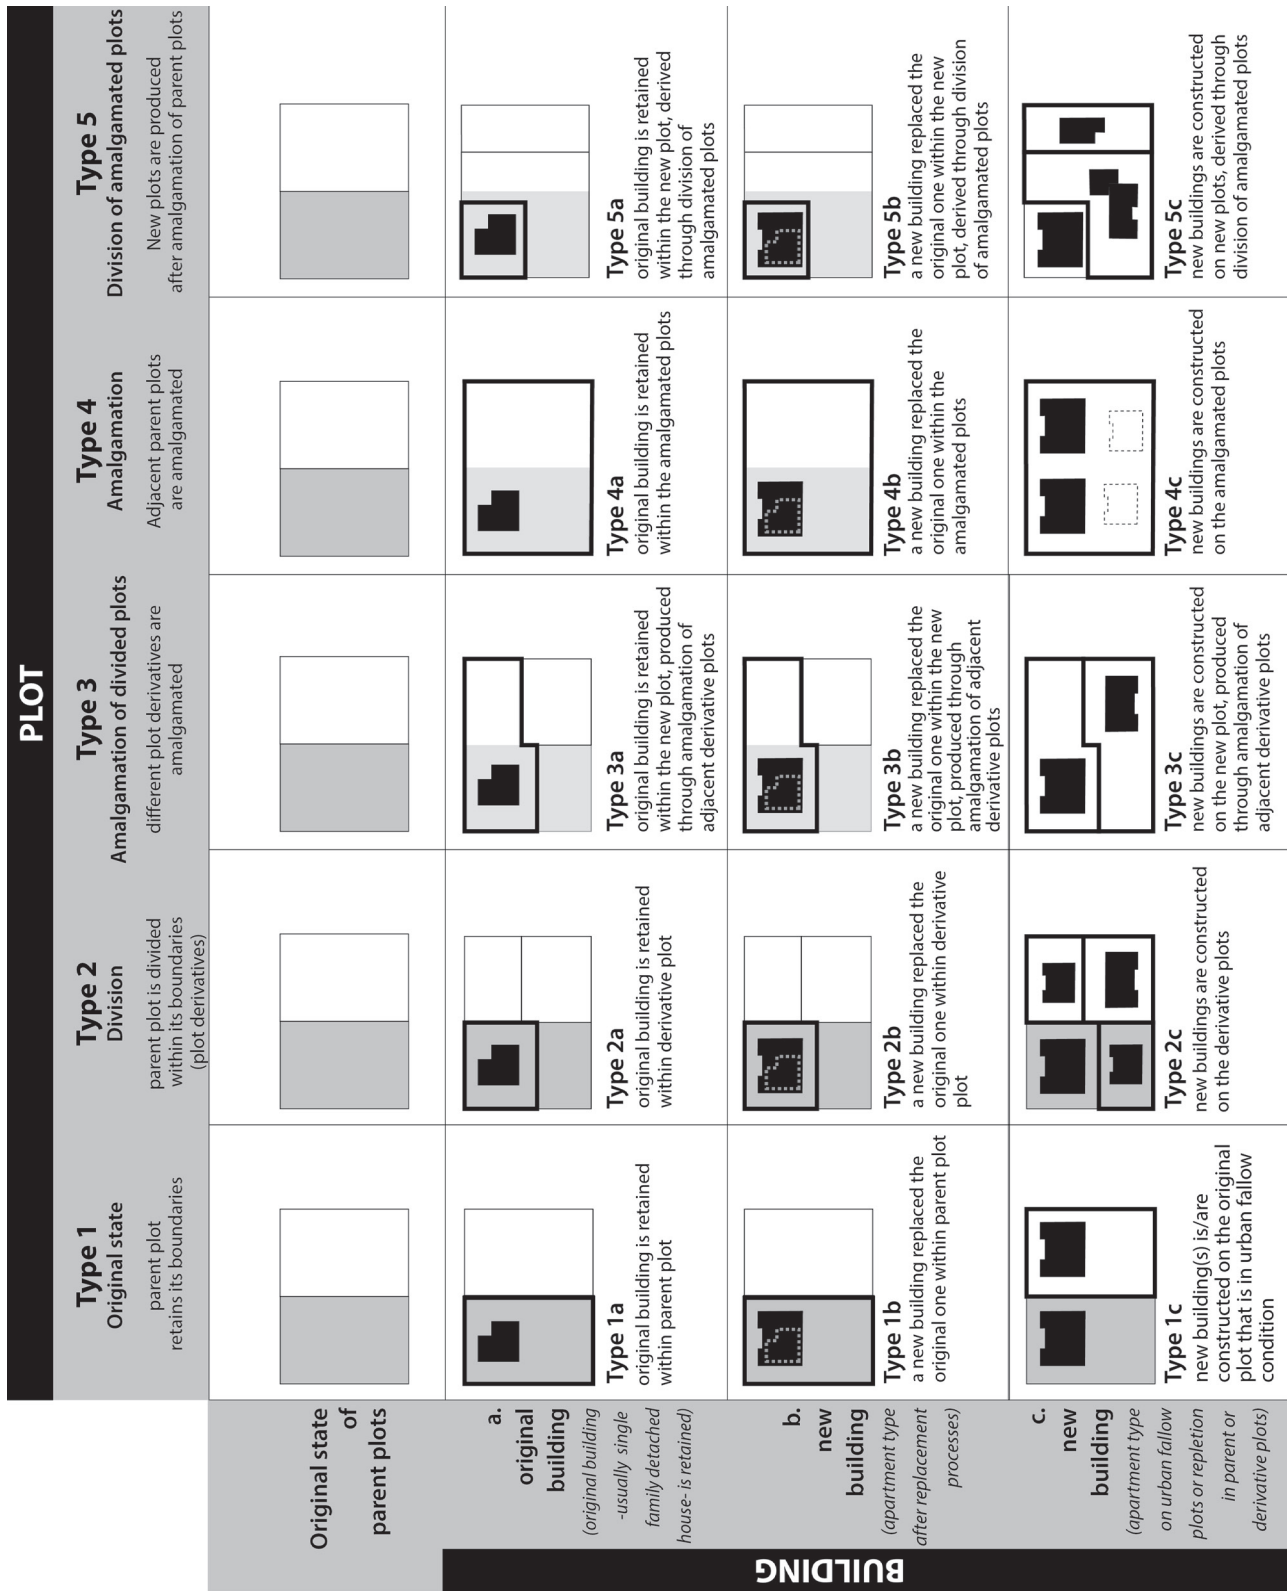 PLOT
Type 1
Original state
parent plot
retains its boundaries
Type 2
Division
parent plot is divided
within its boundaries
(plot derivatives)
Type 3
Amalgamation of divided plots
different plot derivatives are
amalgamated
Type 4
Amalgamation
Adjacent parent plots
are amalgamated
Type 5
Division of amalgamated plots
New plots are produced
after amalgamation of parent plots
Original state
of
parent plots
BUILDING
a.
original
building
(original building
-usually single
family detached
house- is retained)
Type 1a
original building is retained
within parent plot
Type 2a
original building is retained
within derivative plot
Type 3a
original building is retained
within the new plot, produced
through amalgamation of
adjacent derivative plots
Type 4a
original building is retained
within the amalgamated plots
Type 5a
original building is retained
within the new plot, derived
through division of
amalgamated plots
b.
new
building
(apartment type
after replacement
processes)
Type 1b
a new building replaced the
original one within parent plot
Type 2b
a new building replaced the
original one within derivative
plot
Type 3b
a new building replaced the
original one within the new
plot, produced through
amalgamation of adjacent
derivative plots
Type 4b
a new building replaced the
original one within the
amalgamated plots
Type 5b
a new building replaced the
original one within the new
plot, derived through division
of amalgamated plots
c.
new
building
(apartment type
on urban fallow
plots or repletion
in parent or
derivative plots)
Type 1c
new building(s) is/are
constructed on the original
plot that is in urban fallow
condition
Type 2c
new buildings are constructed
on the derivative plots
Type 3c
new buildings are constructed
on the new plot, produced
through amalgamation of
adjacent derivative plots
Type 4c
new buildings are constructed
on the amalgamated plots
Type 5c
new buildings are constructed
on new plots, derived through
division of amalgamated plots